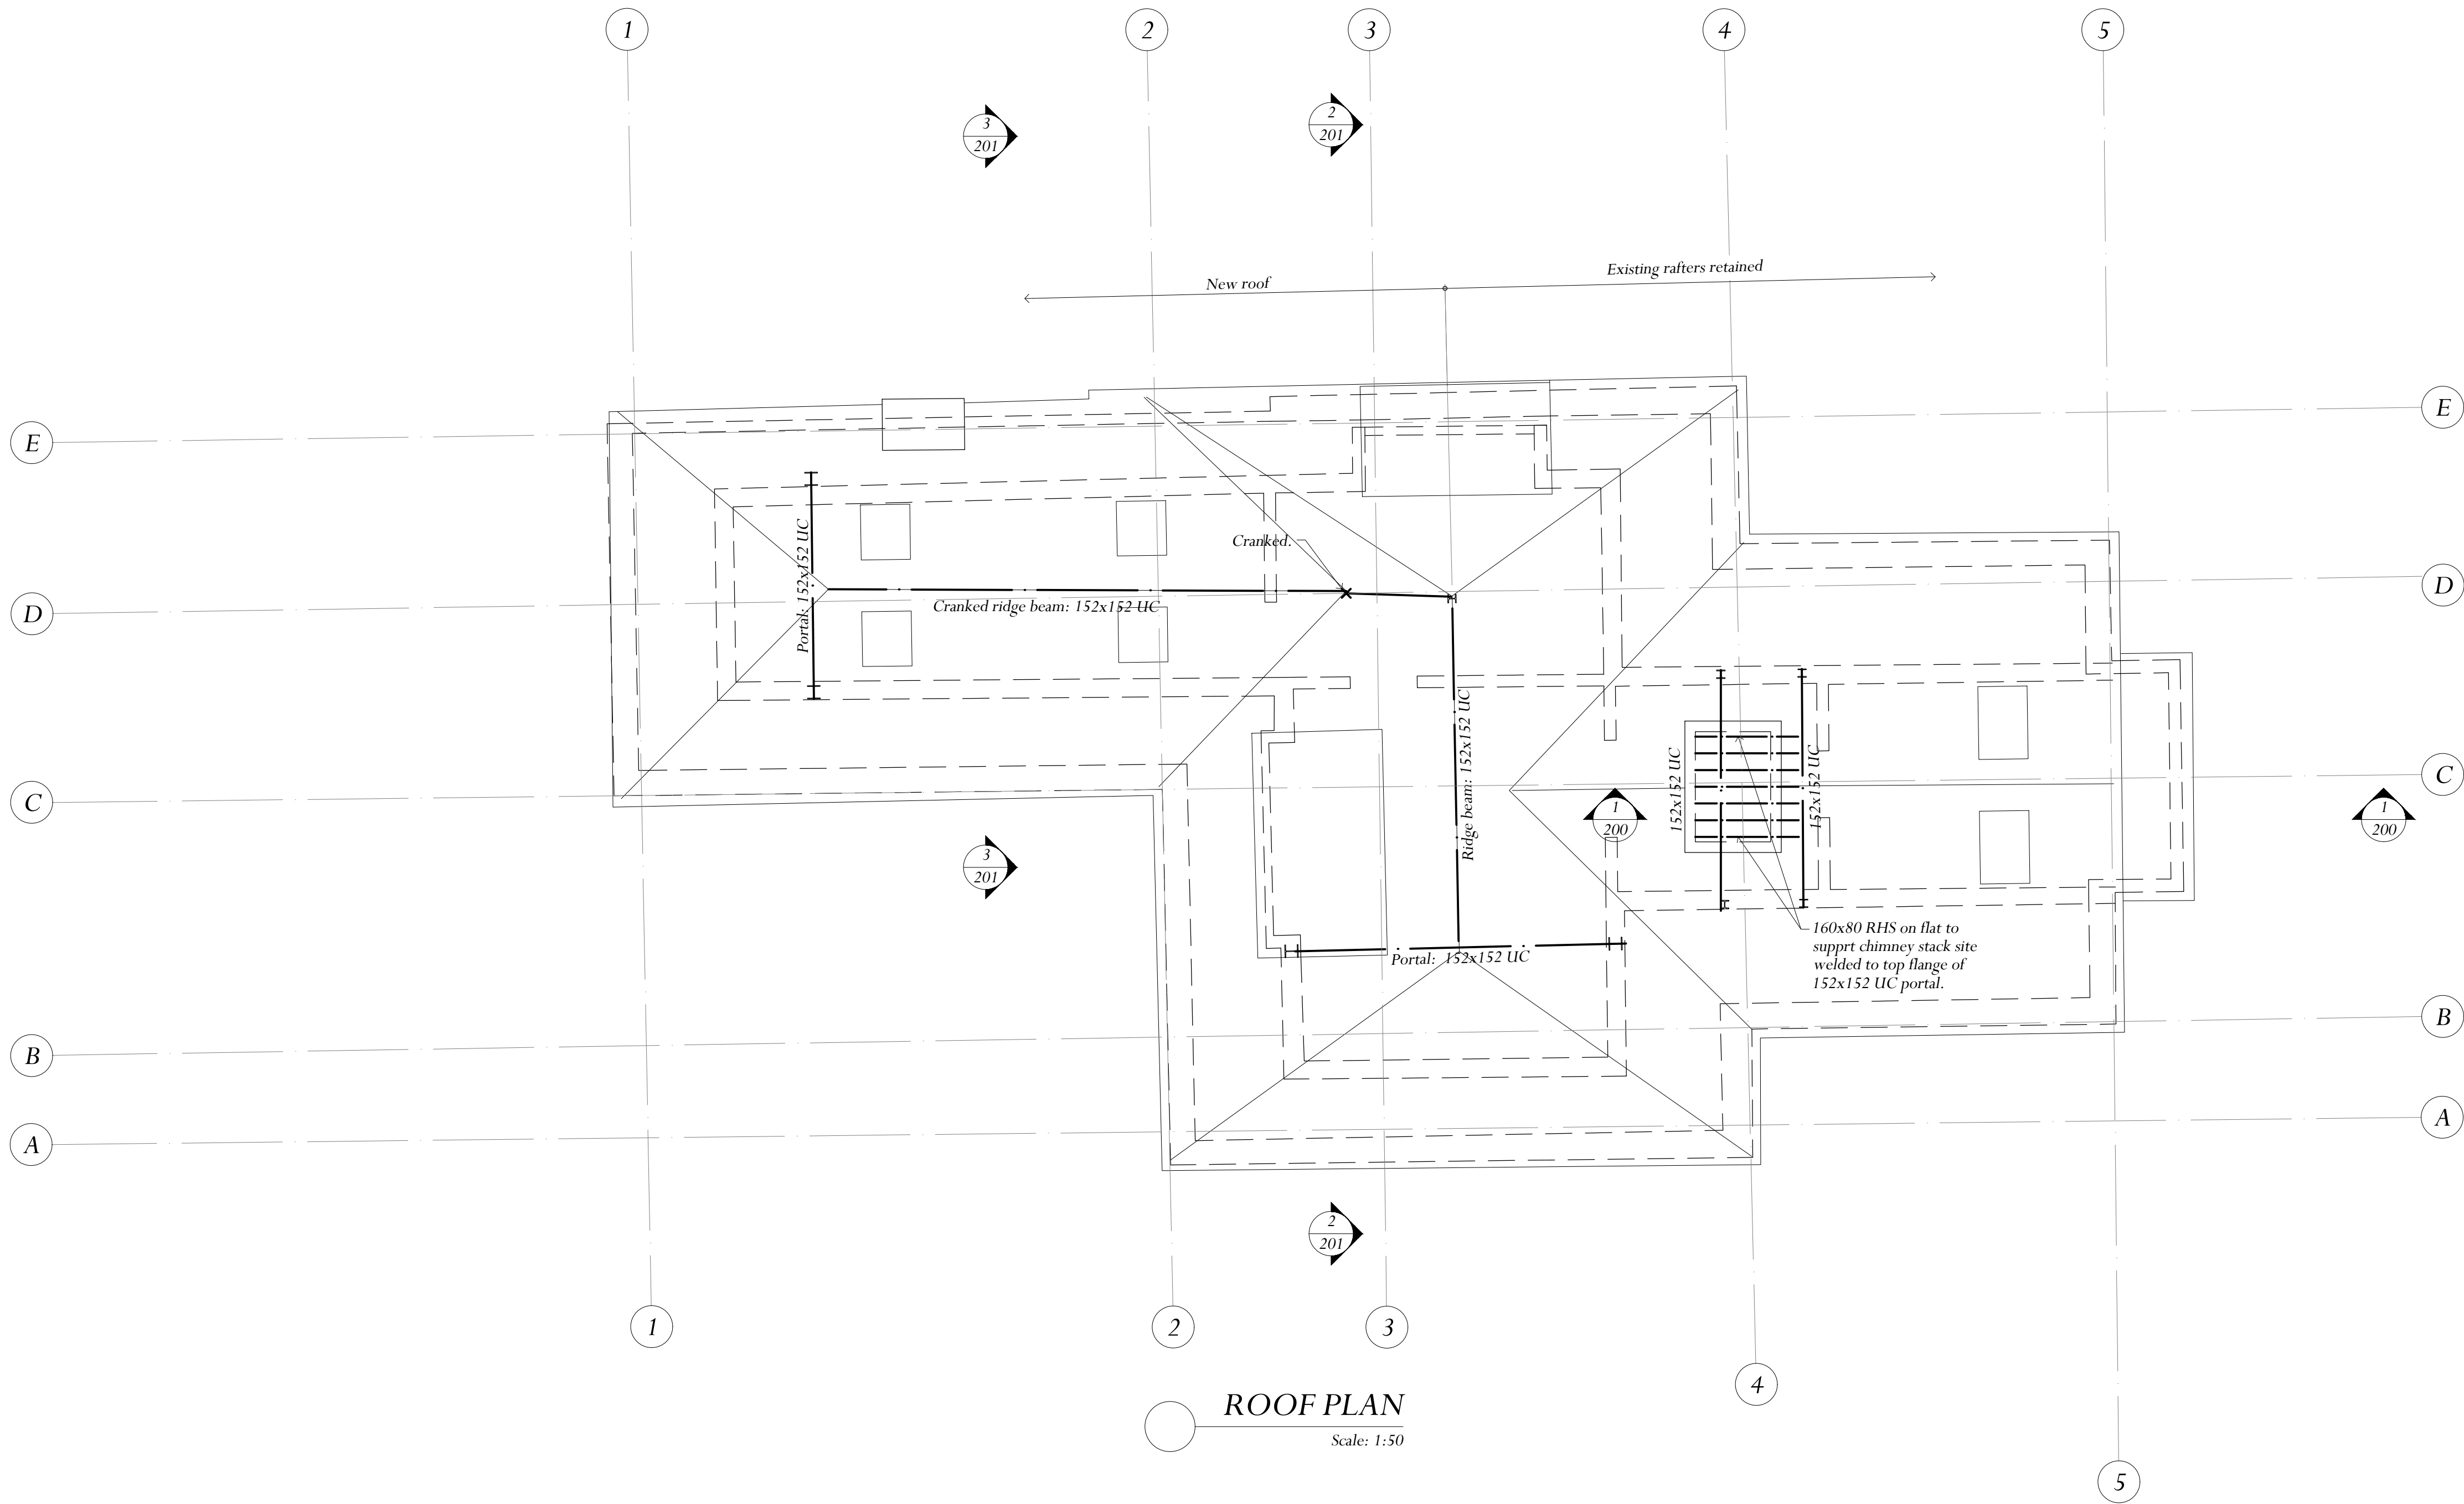 1
2
3
4
5
3
201
2
201
New roof
Existing rafters retained
E
E
Portal: 152x152 UC
Cranked.
D
D
Cranked ridge beam: 152x152 UC
Ridge beam: 152x152 UC
152x152 UC
152x152 UC
C
C
1
200
1
200
3
201
160x80 RHS on flat to
supprt chimney stack site
welded to top flange of
152x152 UC portal.
Portal: 152x152 UC
B
B
A
A
2
201
1
2
3
4
5
ROOF PLAN
Scale: 1:50